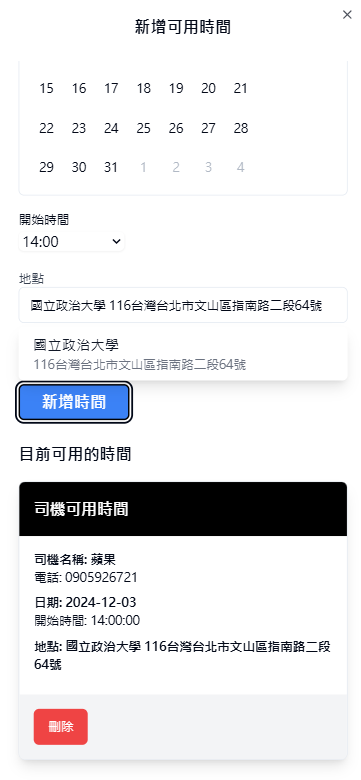 新增可用時間
×
15 16 17 18 19 20 21
22 23 24 25 26 27 28
29 30 31 1 2 3 4
開始時間
14:00
地點
國立政治大學 116台灣台北市文山區指南路二段64號
國立政治大學
116台灣台北市文山區指南路二段64號
新增時間
目前可用的時間
司機可用時間
司機名稱: 蘋果
電話: 0905926721
日期: 2024-12-03
開始時間: 14:00:00
地點: 國立政治大學 116台灣台北市文山區指南路二段
64號
刪除